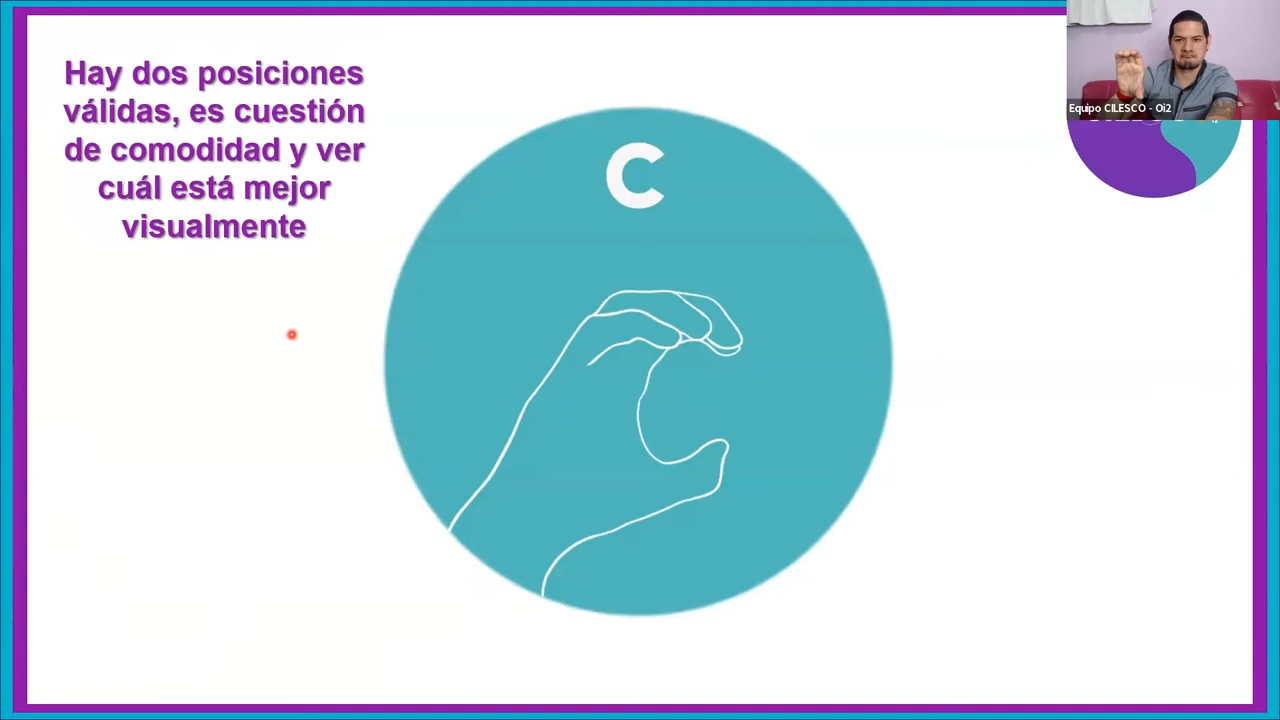 Hay dos posiciones
válidas, es cuestión
de comodidad y ver
cuál está mejor
visualmente
C
Equipo CILESCO - Oi2